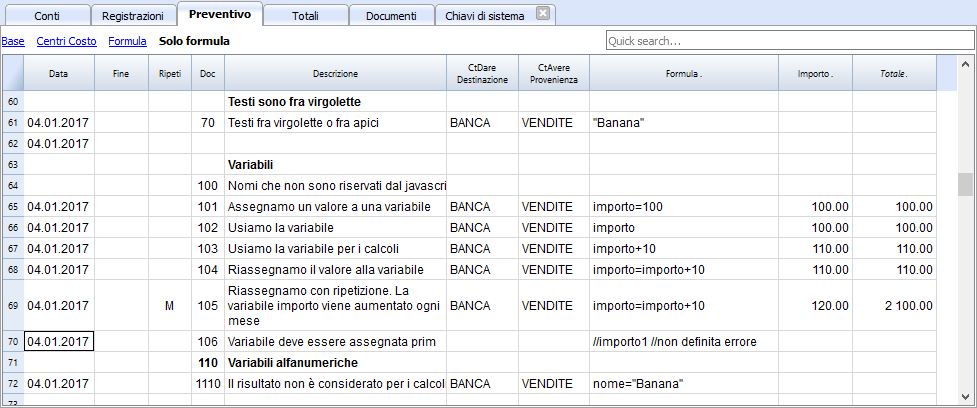 Conti Registrazioni Preventivo Totali Documenti Chiavi di sistema
Base Centri Costo Formula Solo formula Quick search...
Data Fine Ripeti Doc Descrizione CtDare Destinazione CtAvere Provenienza Formula . Importo . Totale .
60 Testi sono fra virgolette
61 04.01.2017 70 Testi fra virgolette o fra apici BANCA VENDITE "Banana"
62 04.01.2017
63 Variabili
64 100 Nomi che non sono riservati dal javascri
65 04.01.2017 101 Assegnamo un valore a una variabile BANCA VENDITE importo=100 100.00 100.00
66 04.01.2017 102 Usiamo la variabile BANCA VENDITE importo 100.00 100.00
67 04.01.2017 103 Usiamo la variabile per i calcoli BANCA VENDITE importo+10 110.00 110.00
68 04.01.2017 104 Riassegnamo il valore alla variabile BANCA VENDITE importo=importo+10 110.00 110.00
69 04.01.2017 M 105 Riassegnamo con ripetizione. La
variabile importo viene aumentato ogni
mese BANCA VENDITE importo=importo+10 120.00 2 100.00
70 04.01.2017 106 Variabile deve essere assegnata prim //importo1 //non definita errore
71 110 Variabili alfanumeriche
72 04.01.2017 1110 Il risultato non è considerato per i calcoli BANCA VENDITE nome="Banana"
73